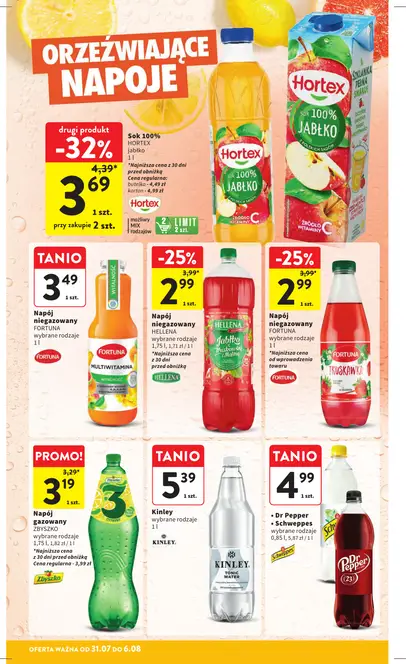 ORZEŹWIAJĄCE
NAPOJE
drugi produkt
-32%
4,39*
3 69
1 szt.
przy zakupie 2 szt.
Sok 100%
HORTEX
jabłko
1 l
*Najniższa cena z 30 dni
przed obniżką
Cena regularna:
butelka - 4,49 zł
karton - 4,99 zł
Hortex
możliwy
MIX
rodzajów
2 LIMIT
2 szt.
Hortex
100%
JABŁKO
ŹRÓDŁO
WITAMINY C
Hortex
SOK 100%
JABŁKO
ŹRÓDŁO
WITAMINY C
TANIO
3 49
1 szt.
Napój
niegazowany
FORTUNA
wybrane rodzaje
1 l
FORTUNA
FORTUNA
MULTIWITAMINA
-25%
3,99*
2 99
1 szt.
Napój
niegazowany
HELLENA
wybrane rodzaje
1,75 l, 1,71 zł / 1 l
*Najniższa cena
z 30 dni
przed obniżką
HELLENA
HELLENA
Jabłko
-25%
3,99*
2 99
1 szt.
Napój
niegazowany
FORTUNA
wybrane rodzaje
1 l
*Najniższa cena
od wprowadzenia
towaru
FORTUNA
FORTUNA
TRUSKAWKA
PROMO!
3,29*
3 19
1 szt.
Napój
gazowany
ZBYSZKO
wybrane rodzaje
1,75 l, 1,82 zł / 1 l
*Najniższa cena
z 30 dni przed obniżką
Cena regularna - 3,99 zł
Zbyszko
3
TANIO
5 39
1 szt.
Kinley
wybrane rodzaje
1 l
KINLEY.
KINLEY
TONIC
WATER
TANIO
4 99
1 szt.
• Dr Pepper
• Schweppes
wybrane rodzaje
0,85 l, 5,87 zł / 1 l
Schweppes
Dr Pepper
23
OFERTA WAŻNA OD 31.07 DO 6.08